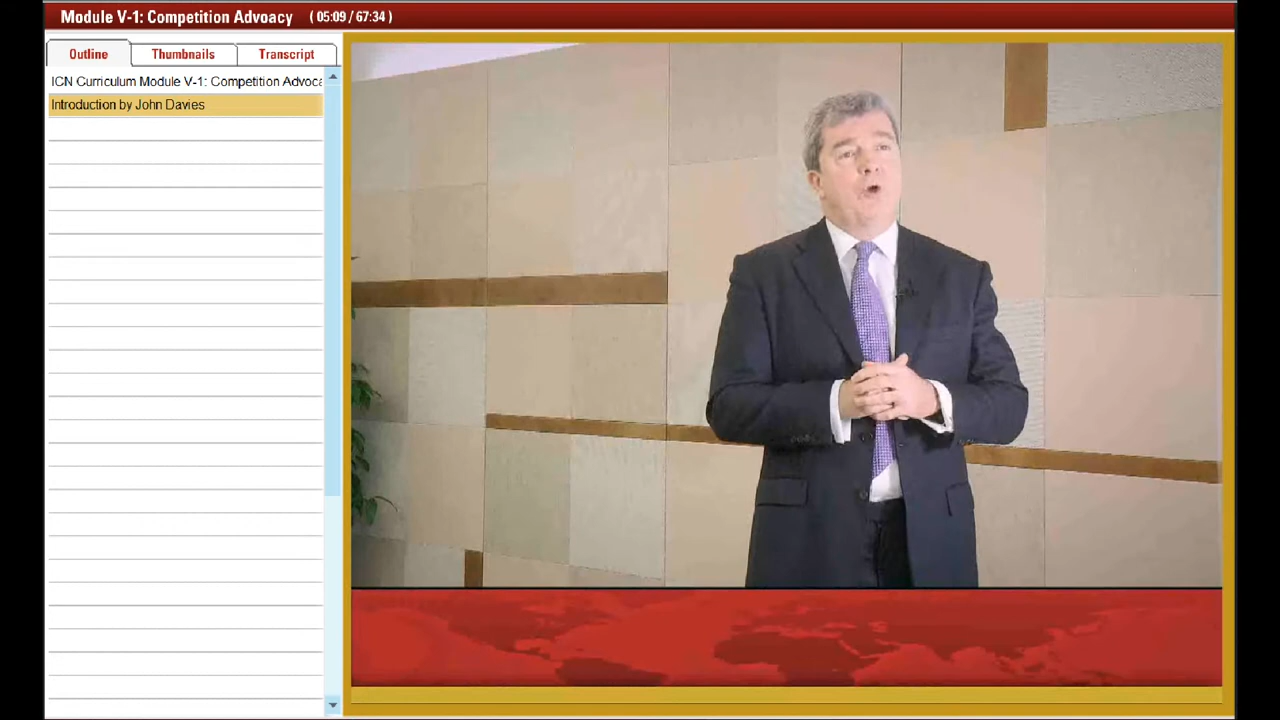 Module V-1: Competition Advoacy ( 05:09 / 67:34 )
Outline Thumbnails Transcript
ICN Curriculum Module V-1: Competition Advoca
Introduction by John Davies